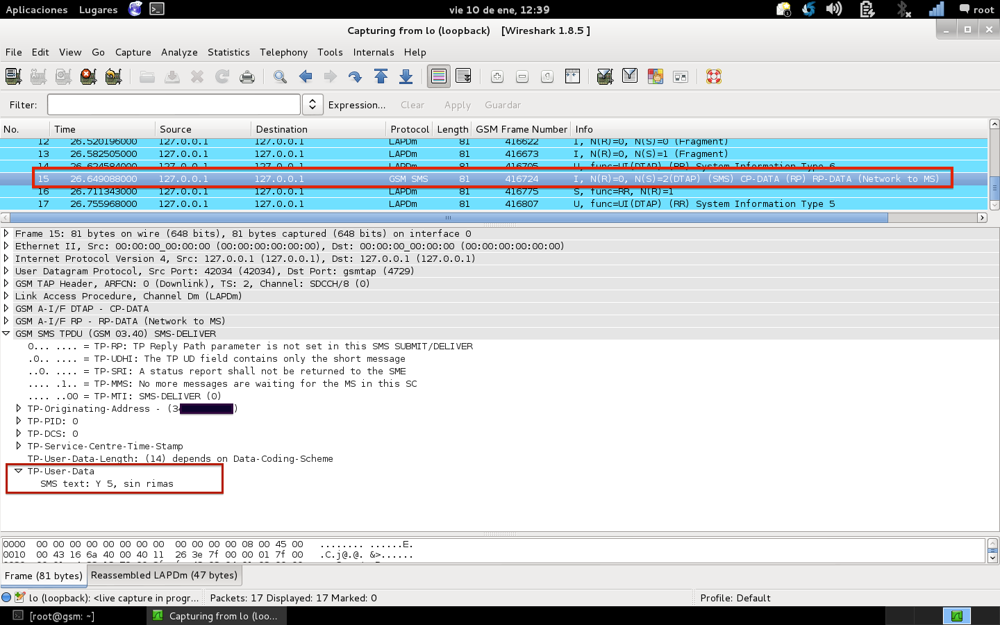 Aplicaciones Lugares vie 10 de ene, 12:39 root
Capturing from lo (loopback) [Wireshark 1.8.5 ]
File Edit View Go Capture Analyze Statistics Telephony Tools Internals Help
Filter: Expression... Clear Apply Guardar
No. Time Source Destination Protocol Length GSM Frame Number Info
12 26.520196000 127.0.0.1 127.0.0.1 LAPDm 81 416622 I, N(R)=0, N(S)=0 (Fragment)
13 26.582505000 127.0.0.1 127.0.0.1 LAPDm 81 416673 I, N(R)=0, N(S)=1 (Fragment)
14 26.624584000 127.0.0.1 127.0.0.1 LAPDm 81 416705 U, func=UI(DTAP) (RR) System Information Type 6
15 26.649088000 127.0.0.1 127.0.0.1 GSM SMS 81 416724 I, N(R)=0, N(S)=2(DTAP) (SMS) CP-DATA (RP) RP-DATA (Network to MS)
16 26.711343000 127.0.0.1 127.0.0.1 LAPDm 81 416775 S, func=RR, N(R)=1
17 26.755968000 127.0.0.1 127.0.0.1 LAPDm 81 416807 U, func=UI(DTAP) (RR) System Information Type 5
Frame 15: 81 bytes on wire (648 bits), 81 bytes captured (648 bits) on interface 0
Ethernet II, Src: 00:00:00_00:00:00 (00:00:00:00:00:00), Dst: 00:00:00_00:00:00 (00:00:00:00:00:00)
Internet Protocol Version 4, Src: 127.0.0.1 (127.0.0.1), Dst: 127.0.0.1 (127.0.0.1)
User Datagram Protocol, Src Port: 42034 (42034), Dst Port: gsmtap (4729)
GSM TAP Header, ARFCN: 0 (Downlink), TS: 2, Channel: SDCCH/8 (0)
Link Access Procedure, Channel Dm (LAPDm)
GSM A-I/F DTAP - CP-DATA
GSM A-I/F RP - RP-DATA (Network to MS)
GSM SMS TPDU (GSM 03.40) SMS-DELIVER
0... .... = TP-RP: TP Reply Path parameter is not set in this SMS SUBMIT/DELIVER
.0.. .... = TP-UDHI: The TP UD field contains only the short message
..0. .... = TP-SRI: A status report shall not be returned to the SME
.... .1.. = TP-MMS: No more messages are waiting for the MS in this SC
.... ..00 = TP-MTI: SMS-DELIVER (0)
TP-Originating-Address - (34 )
TP-PID: 0
TP-DCS: 0
TP-Service-Centre-Time-Stamp
TP-User-Data-Length: (14) depends on Data-Coding-Scheme
TP-User-Data
SMS text: Y 5, sin rimas
0000 00 00 00 00 00 00 00 00 00 00 00 00 08 00 45 00 ........ ......E.
0010 00 43 16 6a 40 00 40 11 26 3e 7f 00 00 01 7f 00 .C.j@.@. &>......
Frame (81 bytes) Reassembled LAPDm (47 bytes)
lo (loopback): <live capture in progr... Packets: 17 Displayed: 17 Marked: 0 Profile: Default
[root@gsm: ~] Capturing from lo (loo...